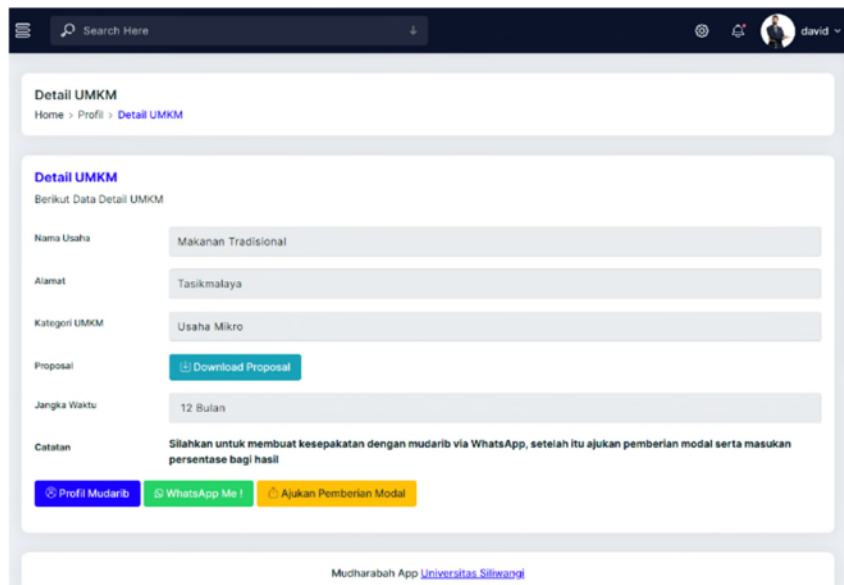 Search Here
david
Detail UMKM
Home > Profil > Detail UMKM
Detail UMKM
Berikut Data Detail UMKM
Nama Usaha
Makanan Tradisional
Alamat
Tasikmalaya
Kategori UMKM
Usaha Mikro
Proposal
Download Proposal
Jangka Waktu
12 Bulan
Catatan
Silahkan untuk membuat kesepakatan dengan mudarib via WhatsApp, setelah itu ajukan pemberian modal serta masukan
persentase bagi hasil
Profil Mudarib
WhatsApp Me !
Ajukan Pemberian Modal
Mudharabah App Universitas Siliwangi